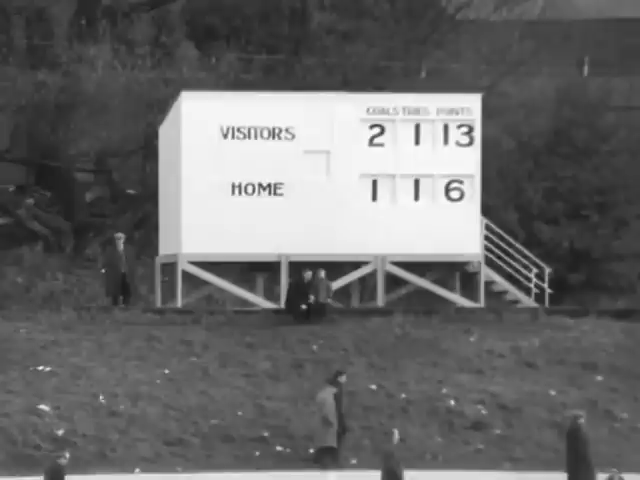 GOALS TRIES POINTS
VISITORS 2 1 13
HOME 1 1 6